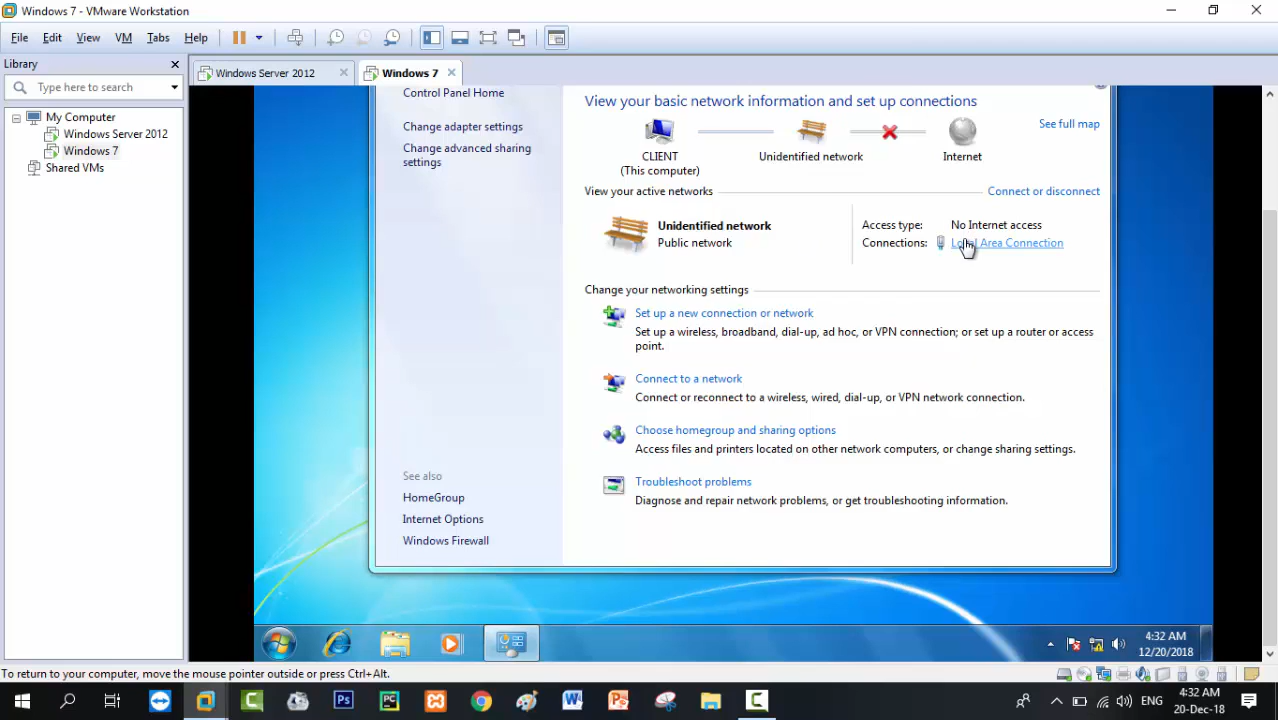 Windows 7 - VMware Workstation
File Edit View VM Tabs Help
Library
Type here to search
My Computer
Windows Server 2012
Windows 7
Shared VMs
Windows Server 2012
Windows 7
Control Panel Home
Change adapter settings
Change advanced sharing
settings
See also
HomeGroup
Internet Options
Windows Firewall
View your basic network information and set up connections
See full map
CLIENT
(This computer)
Unidentified network
Internet
View your active networks
Connect or disconnect
Unidentified network
Public network
Access type: No Internet access
Connections: Local Area Connection
Change your networking settings
Set up a new connection or network
Set up a wireless, broadband, dial-up, ad hoc, or VPN connection; or set up a router or access
point.
Connect to a network
Connect or reconnect to a wireless, wired, dial-up, or VPN network connection.
Choose homegroup and sharing options
Access files and printers located on other network computers, or change sharing settings.
Troubleshoot problems
Diagnose and repair network problems, or get troubleshooting information.
4:32 AM
12/20/2018
To return to your computer, move the mouse pointer outside or press Ctrl+Alt.
Ps
PC
ENG
4:32 AM
20-Dec-18